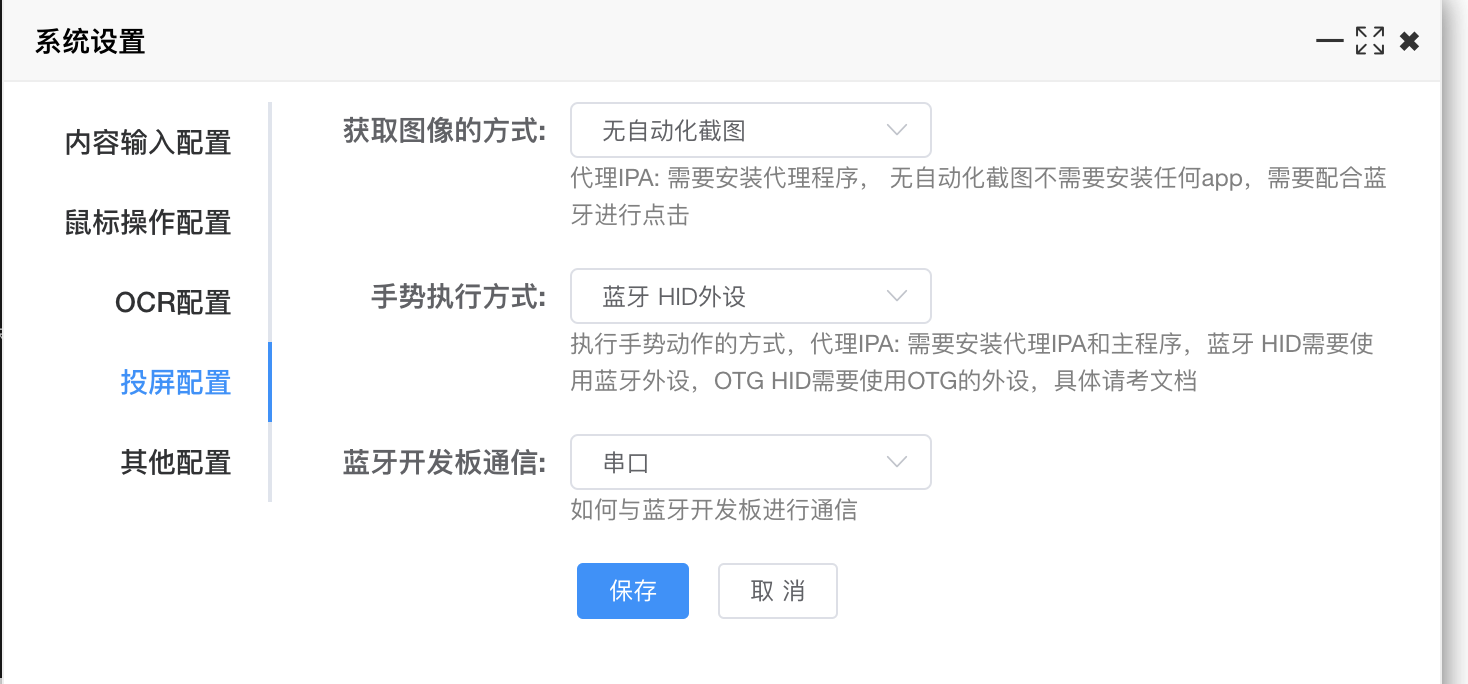 系统设置
内容输入配置
鼠标操作配置
OCR配置
投屏配置
其他配置
获取图像的方式:
无自动化截图
代理IPA: 需要安装代理程序， 无自动化截图不需要安装任何app，需要配合蓝
牙进行点击
手势执行方式:
蓝牙 HID外设
执行手势动作的方式，代理IPA: 需要安装代理IPA和主程序，蓝牙 HID需要使
用蓝牙外设，OTG HID需要使用OTG的外设，具体请考文档
蓝牙开发板通信:
串口
如何与蓝牙开发板进行通信
保存
取 消